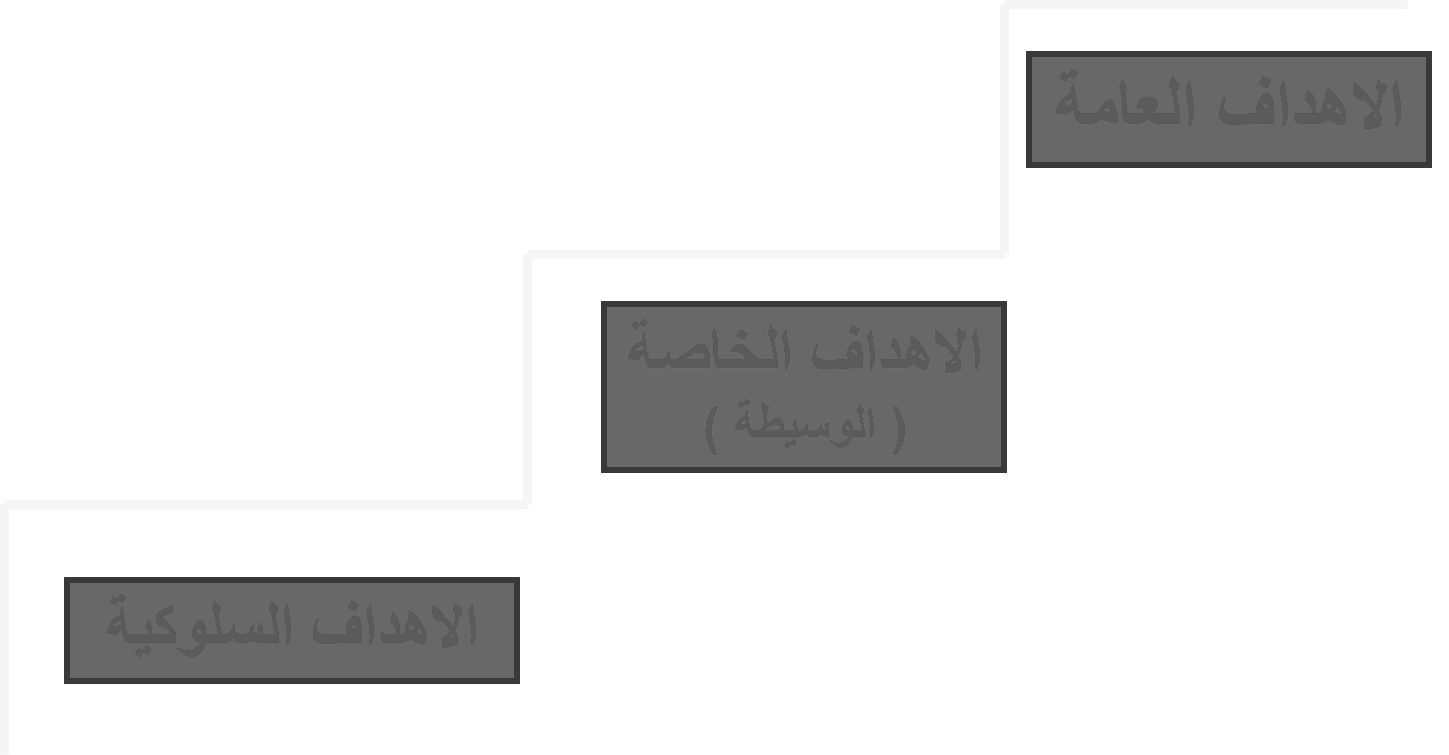 الاهداف العامة
الاهداف الخاصة
( الوسيطة )
الاهداف السلوكية